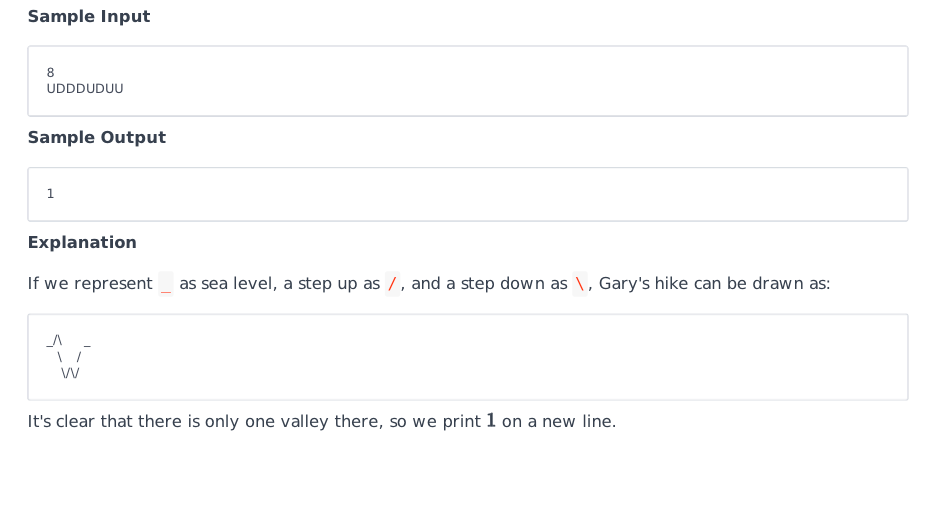 Sample Input
8
UDDDUDUU
Sample Output
1
Explanation
If we represent _ as sea level, a step up as /, and a step down as \, Gary's hike can be drawn as:
_/\      _
   \    /
    \/\/
It's clear that there is only one valley there, so we print 1 on a new line.